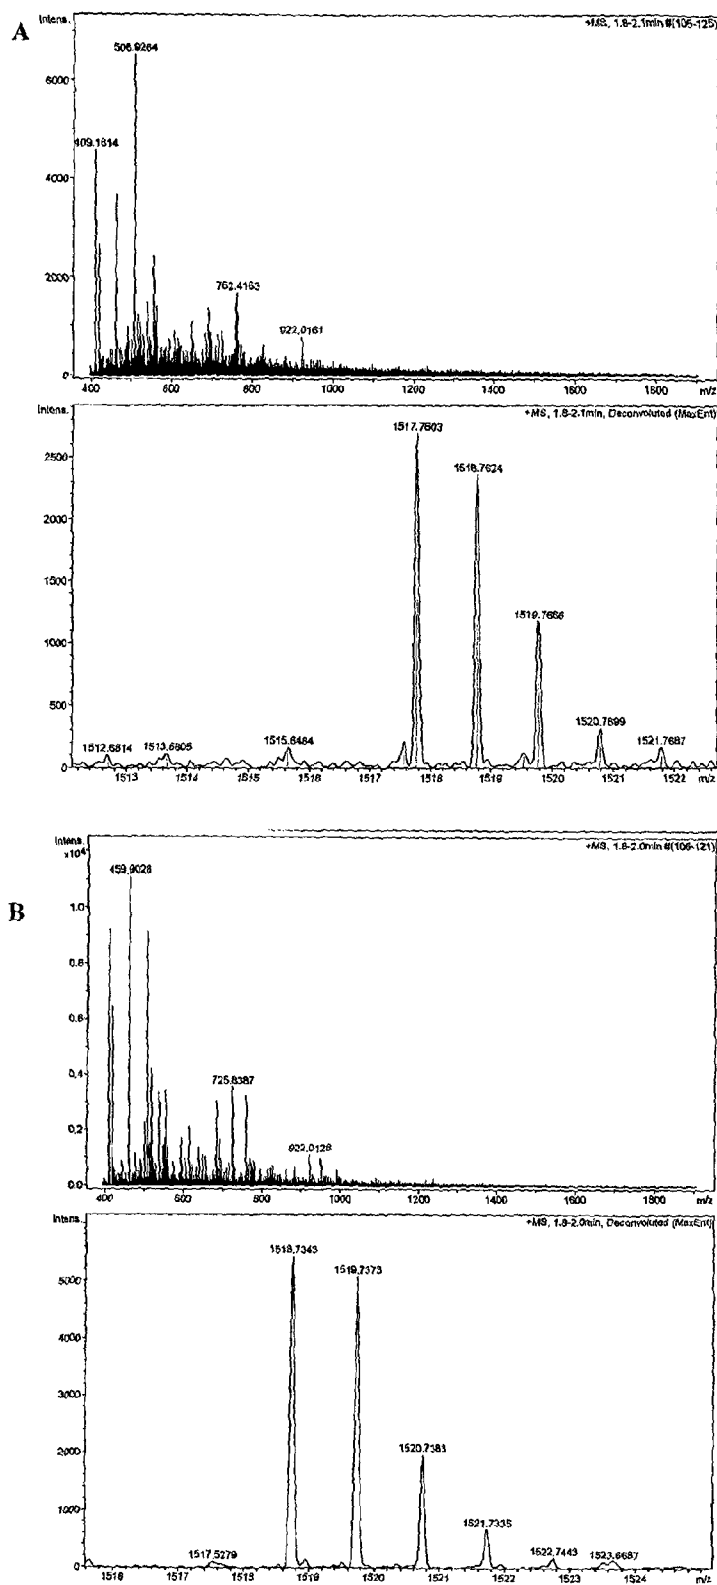 A
Intens.
+MS, 1.8-2.1min #(105-125)
506.9264
6000
409.1814
4000
2000
762.4163
922.0161
0
400 600 800 1000 1200 1400 1600 1800 m/z
Intens.
+MS, 1.8-2.1min, Deconvoluted (MaxEnt)
1517.7603
2500
1518.7624
2000
1500
1519.7666
1000
500
1520.7699
1512.6814 1513.6805 1515.6484 1521.7687
0
1513 1514 1515 1516 1517 1518 1519 1520 1521 1522 m/z
Intens.
x10⁴
+MS, 1.8-2.0min #(106-121)
459.9028
B
1.0
0.8
0.6
0.4
725.8387
0.2
922.0128
0.0
400 600 800 1000 1200 1400 1600 1800 m/z
Intens.
+MS, 1.8-2.0min, Deconvoluted (MaxEnt)
1518.7343
1519.7373
5000
4000
3000
2000
1520.7383
1000
1521.7335
1517.5279 1522.7443 1523.6687
0
1516 1517 1518 1519 1520 1521 1522 1523 1524 m/z